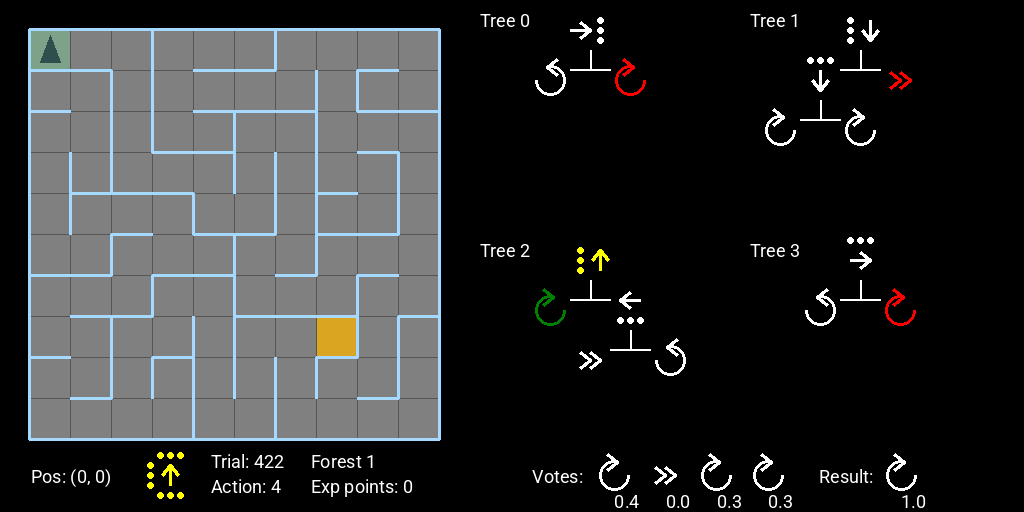 Tree 0
Tree 1
Tree 2
Tree 3
Pos: (0, 0)
Trial: 422
Forest 1
Action: 4
Exp points: 0
Votes:
0.4
0.0
0.3
0.3
Result:
1.0